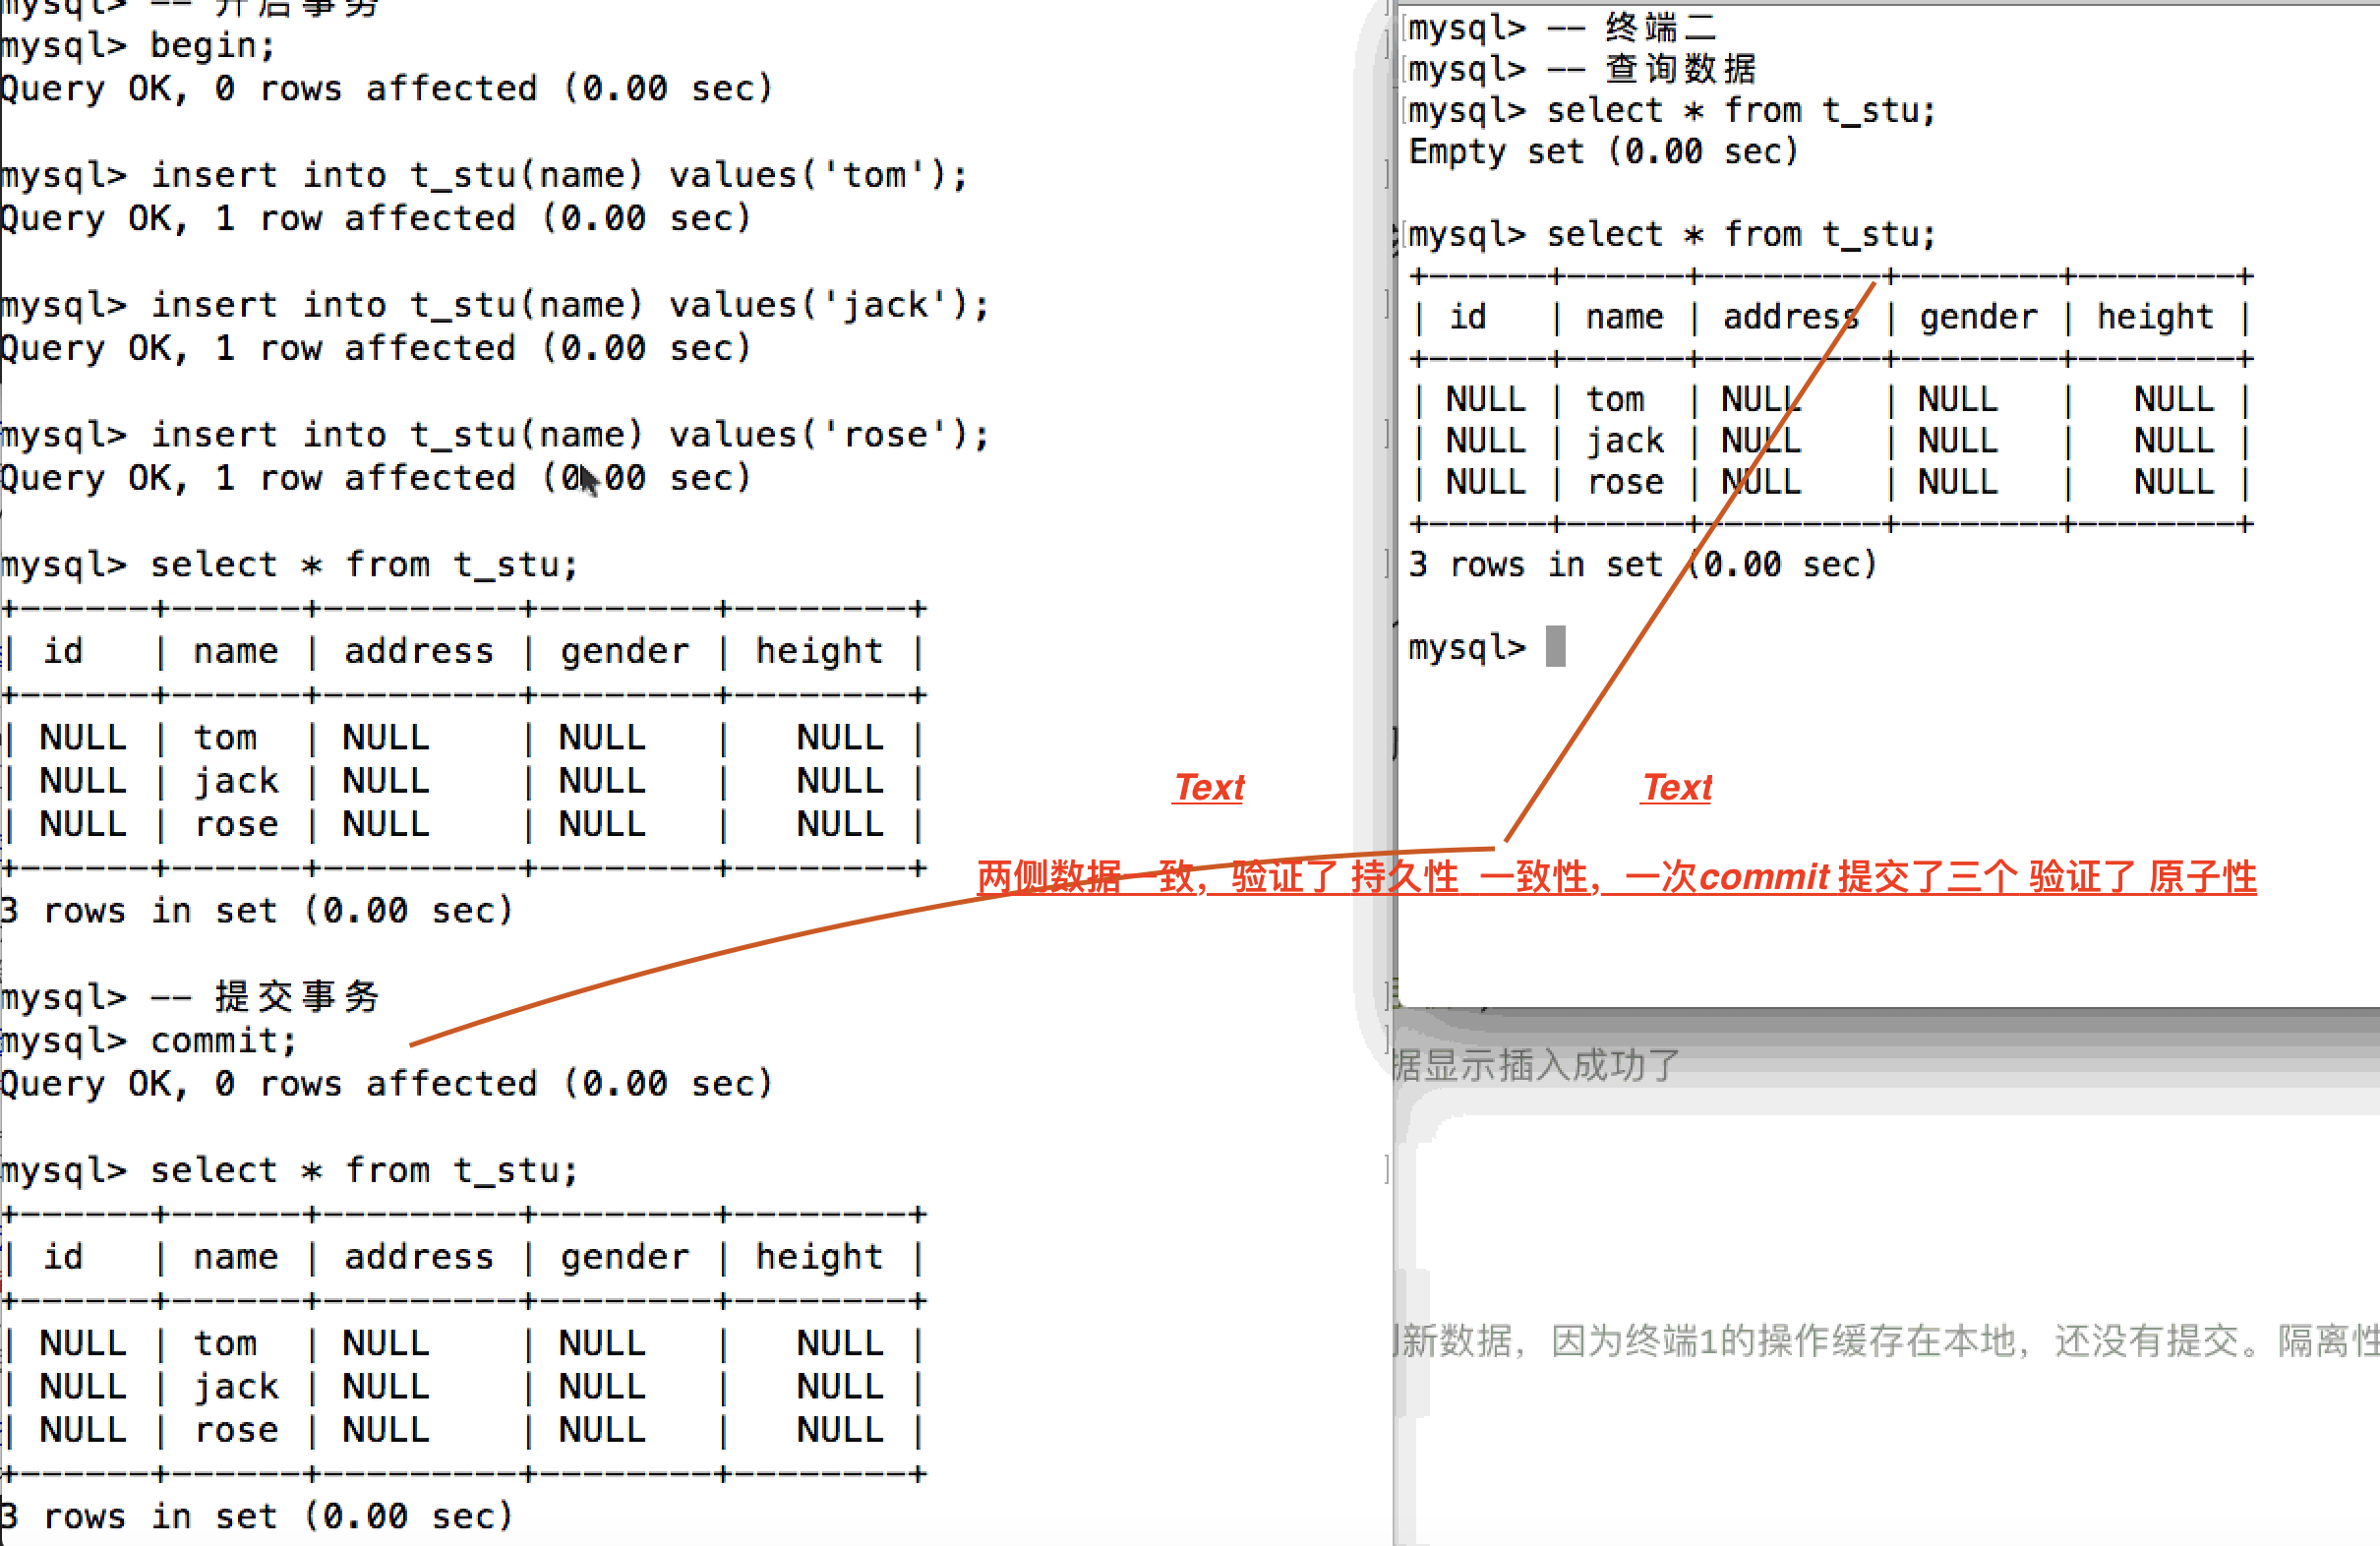 mysql> -- 开启事务
mysql> begin;
Query OK, 0 rows affected (0.00 sec)
mysql> insert into t_stu(name) values('tom');
Query OK, 1 row affected (0.00 sec)
mysql> insert into t_stu(name) values('jack');
Query OK, 1 row affected (0.00 sec)
mysql> insert into t_stu(name) values('rose');
Query OK, 1 row affected (0.00 sec)
mysql> select * from t_stu;
+------+------+---------+--------+--------+
| id   | name | address | gender | height |
+------+------+---------+--------+--------+
| NULL | tom  | NULL    | NULL   |   NULL |
| NULL | jack | NULL    | NULL   |   NULL |
| NULL | rose | NULL    | NULL   |   NULL |
+------+------+---------+--------+--------+
3 rows in set (0.00 sec)
mysql> -- 提交事务
mysql> commit;
Query OK, 0 rows affected (0.00 sec)
mysql> select * from t_stu;
+------+------+---------+--------+--------+
| id   | name | address | gender | height |
+------+------+---------+--------+--------+
| NULL | tom  | NULL    | NULL   |   NULL |
| NULL | jack | NULL    | NULL   |   NULL |
| NULL | rose | NULL    | NULL   |   NULL |
+------+------+---------+--------+--------+
3 rows in set (0.00 sec)
mysql> -- 终端二
mysql> -- 查询数据
mysql> select * from t_stu;
Empty set (0.00 sec)
mysql> select * from t_stu;
+------+------+---------+--------+--------+
| id   | name | address | gender | height |
+------+------+---------+--------+--------+
| NULL | tom  | NULL    | NULL   |   NULL |
| NULL | jack | NULL    | NULL   |   NULL |
| NULL | rose | NULL    | NULL   |   NULL |
+------+------+---------+--------+--------+
3 rows in set (0.00 sec)
mysql>
Text
Text
两侧数据一致，验证了 持久性 一致性，一次commit 提交了三个 验证了 原子性
据显示插入成功了
新数据，因为终端1的操作缓存在本地，还没有提交。隔离性